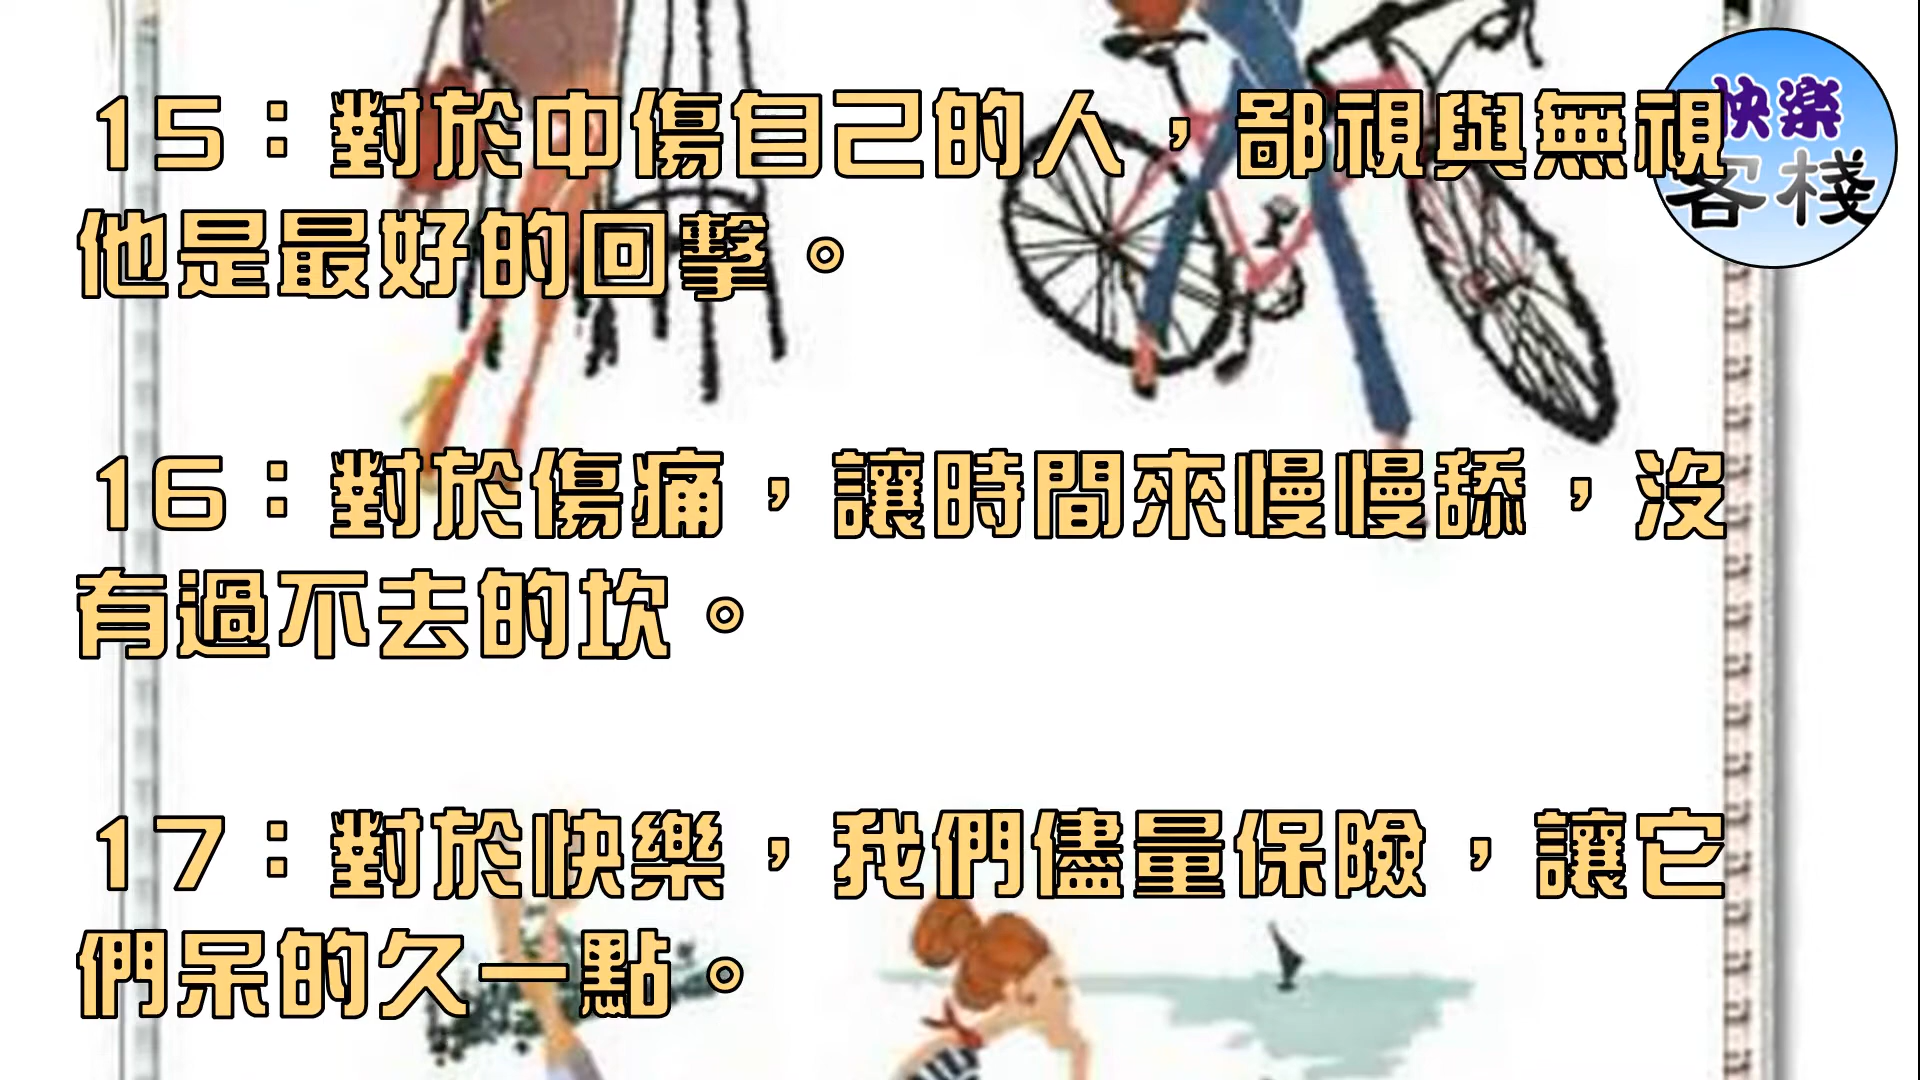 15：對於中傷自己的人，鄙視與無視
他是最好的回擊。
16：對於傷痛，讓時間來慢慢舔，沒
有過不去的坎。
17：對於快樂，我們儘量保險，讓它
們呆的久一點。
快楽
客棧